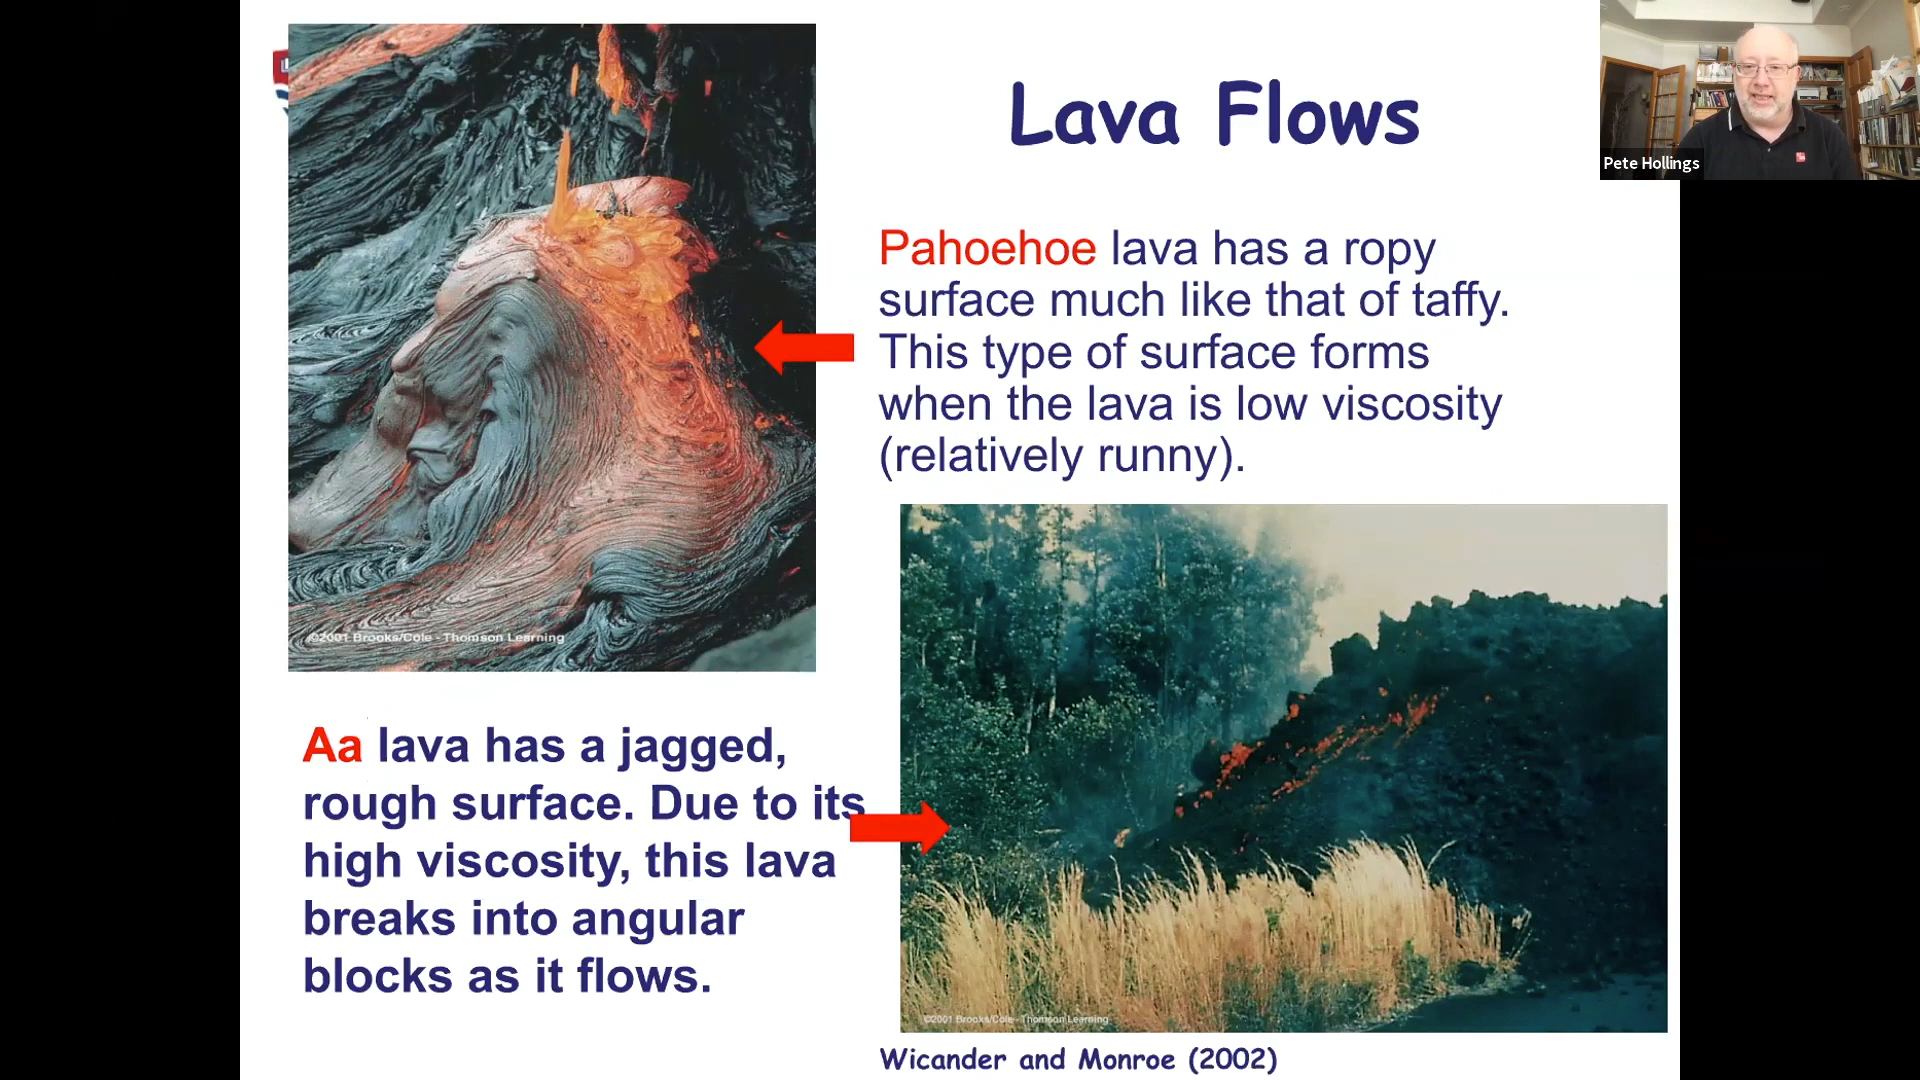 Lava Flows
Pete Hollings
Pahoehoe lava has a ropy
surface much like that of taffy.
This type of surface forms
when the lava is low viscosity
(relatively runny).
©2001 Brooks/Cole - Thomson Learning
Aa lava has a jagged,
rough surface. Due to its
high viscosity, this lava
breaks into angular
blocks as it flows.
©2001 Brooks/Cole - Thomson Learning
Wicander and Monroe (2002)